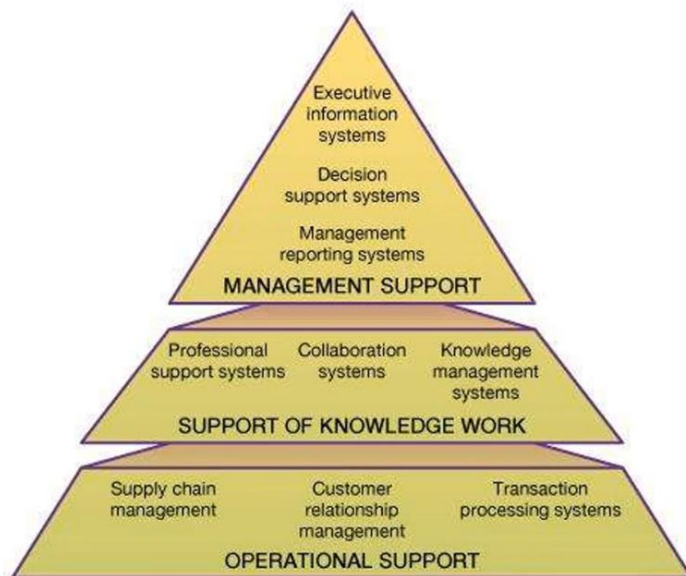 Executive
information
systems
Decision
support systems
Management
reporting systems
MANAGEMENT SUPPORT
Professional
support systems
Collaboration
systems
Knowledge
management
systems
SUPPORT OF KNOWLEDGE WORK
Supply chain
management
Customer
relationship
management
Transaction
processing systems
OPERATIONAL SUPPORT